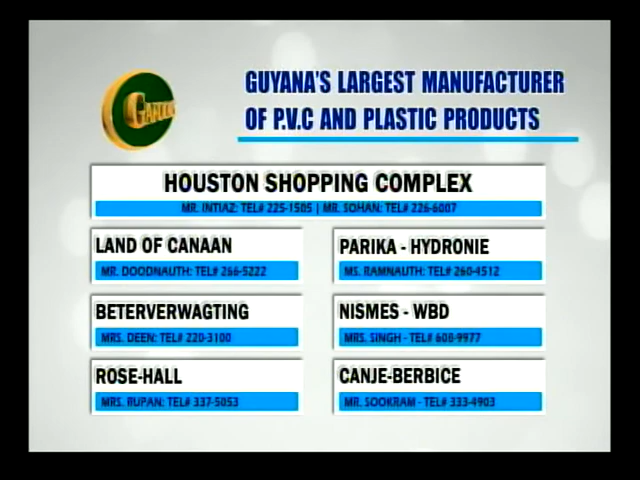 GUYANA'S LARGEST MANUFACTURER
OF P.V.C AND PLASTIC PRODUCTS
HOUSTON SHOPPING COMPLEX
MR. INTIAZ: TEL# 225-1505 | MR. SOHAN: TEL# 226-6007
LAND OF CANAAN
MR. DOODNAUTH: TEL# 266-5222
PARIKA - HYDRONIE
MS. RAMNAUTH: TEL# 260-4512
BETERVERWAGTING
MRS. DEEN: TEL# 220-3100
NISMES - WBD
MRS. SINGH - TEL# 608-9977
ROSE-HALL
MRS. RUPAN: TEL# 337-5053
CANJE-BERBICE
MR. SOOKRAM - TEL# 333-4903